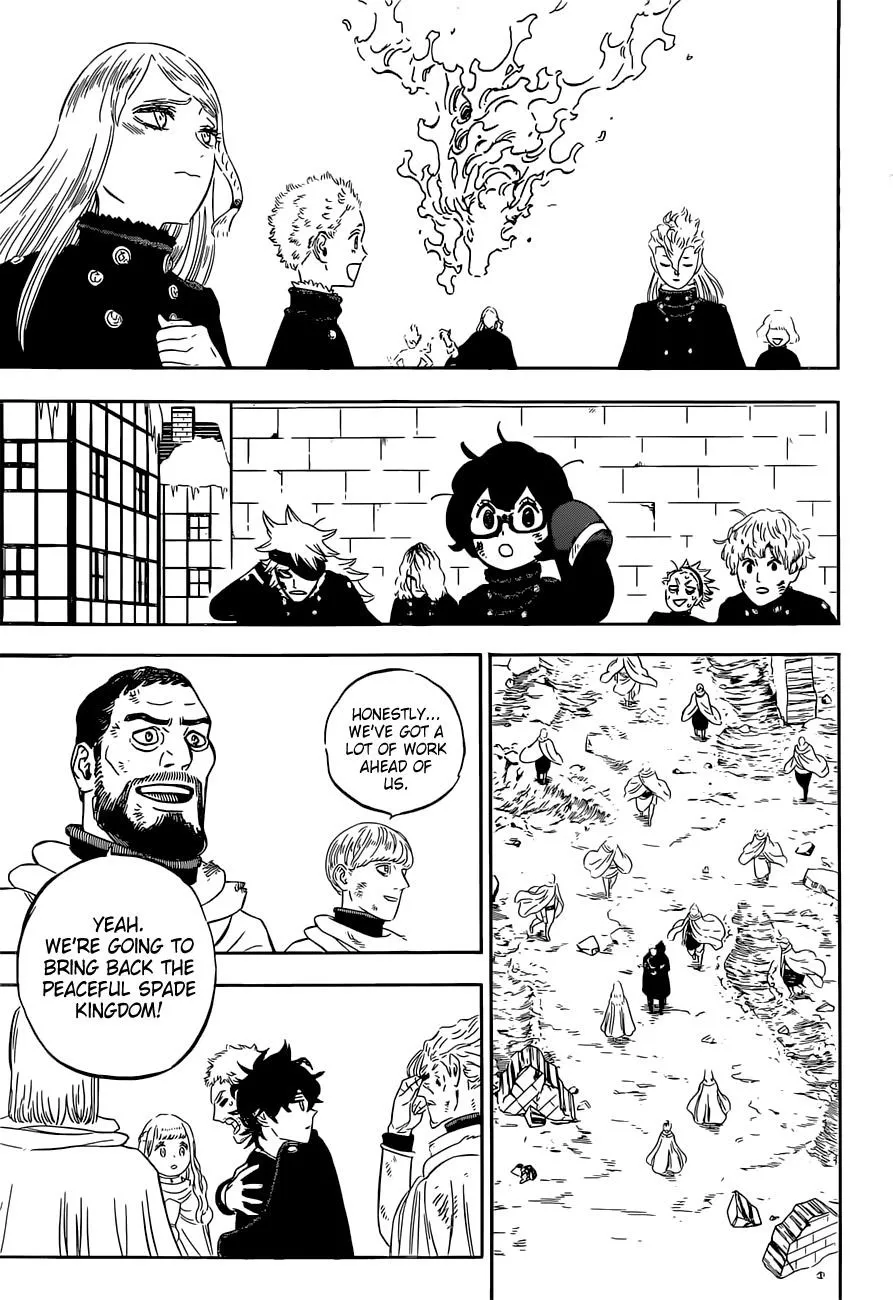 HONESTLY...
WE'VE GOT A
LOT OF WORK
AHEAD OF
US.
YEAH.
WE'RE GOING TO
BRING BACK THE
PEACEFUL SPADE
KINGDOM!